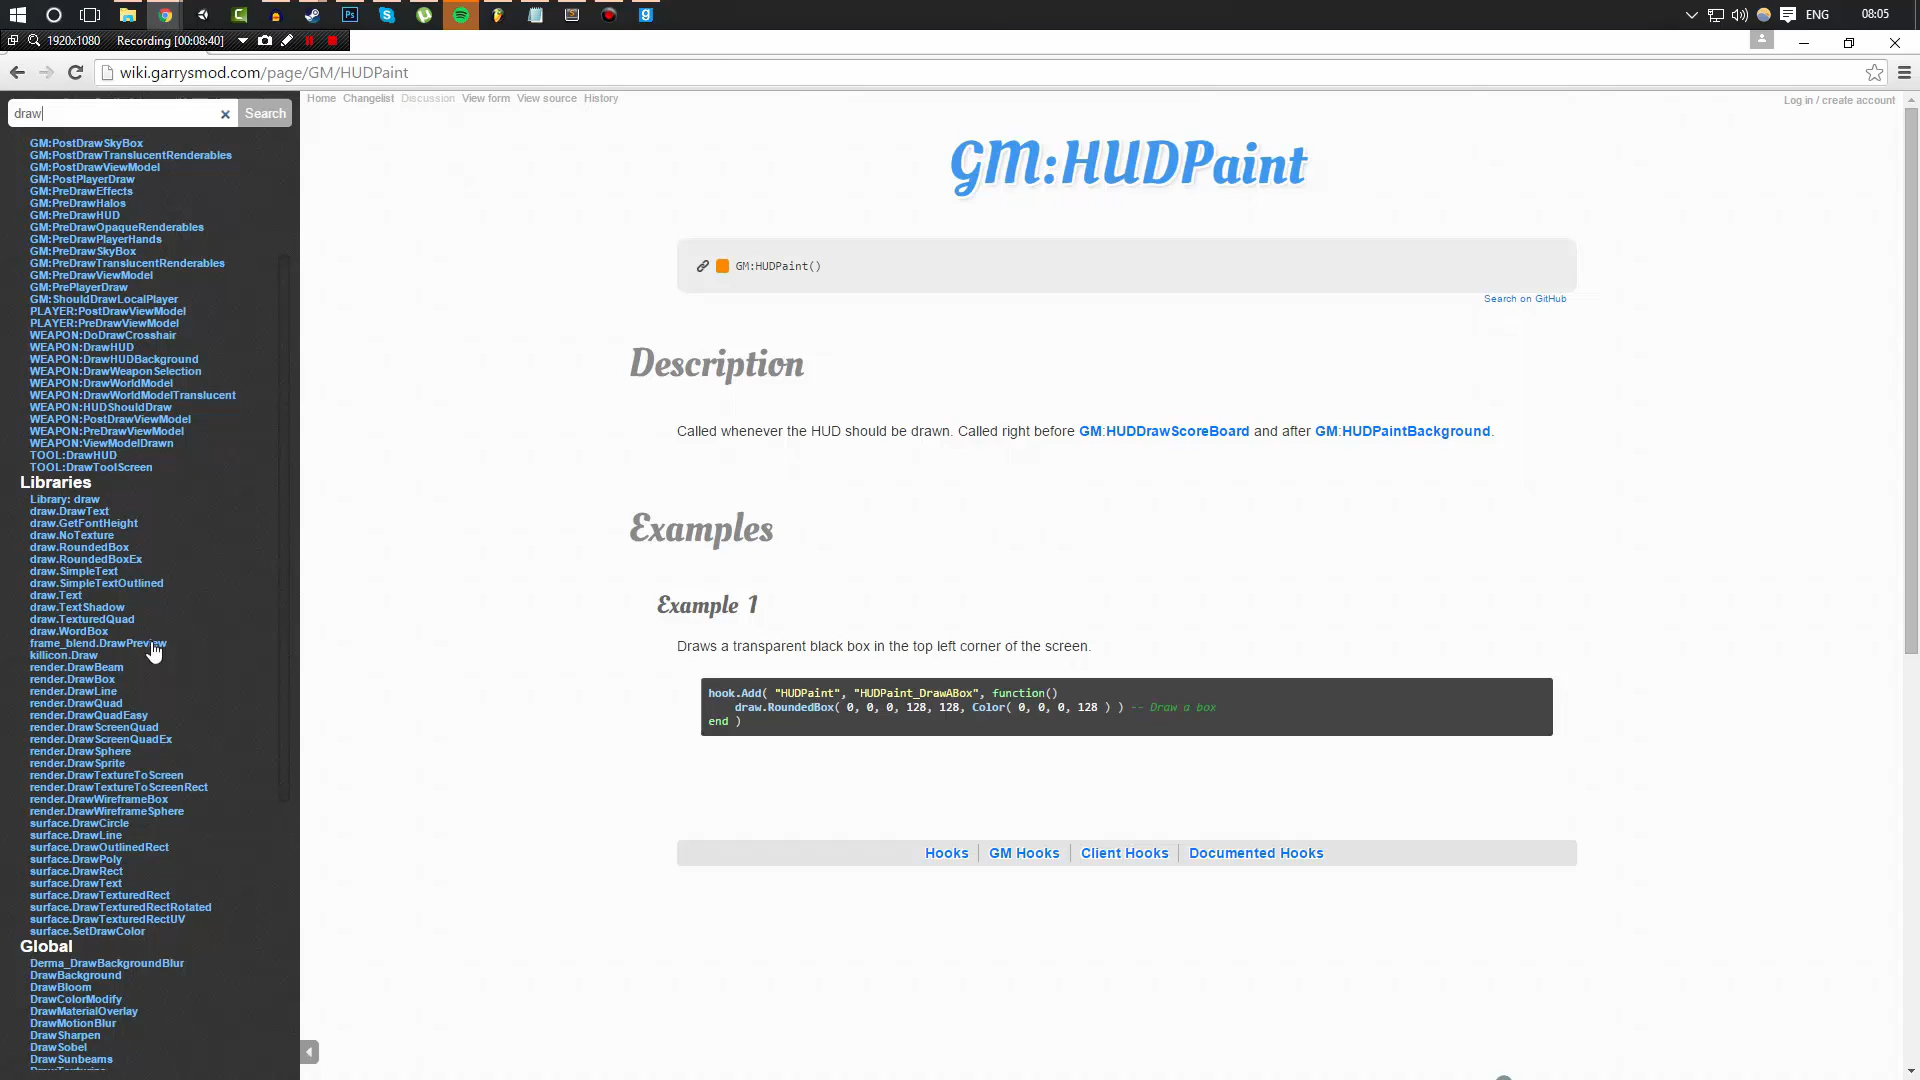 1920x1080
Recording [00:08:40]
ENG
08:05
wiki.garrysmod.com/page/GM/HUDPaint
draw
Search
GM:PostDrawSkyBox
GM:PostDrawTranslucentRenderables
GM:PostDrawViewModel
GM:PostPlayerDraw
GM:PreDrawEffects
GM:PreDrawHalos
GM:PreDrawHUD
GM:PreDrawOpaqueRenderables
GM:PreDrawPlayerHands
GM:PreDrawSkyBox
GM:PreDrawTranslucentRenderables
GM:PreDrawViewModel
GM:PrePlayerDraw
GM:ShouldDrawLocalPlayer
PLAYER:PostDrawViewModel
PLAYER:PreDrawViewModel
WEAPON:DoDrawCrosshair
WEAPON:DrawHUD
WEAPON:DrawHUDBackground
WEAPON:DrawWeaponSelection
WEAPON:DrawWorldModel
WEAPON:DrawWorldModelTranslucent
WEAPON:HUDShouldDraw
WEAPON:PostDrawViewModel
WEAPON:PreDrawViewModel
WEAPON:ViewModelDrawn
TOOL:DrawHUD
TOOL:DrawToolScreen
Libraries
Library: draw
draw.DrawText
draw.GetFontHeight
draw.NoTexture
draw.RoundedBox
draw.RoundedBoxEx
draw.SimpleText
draw.SimpleTextOutlined
draw.Text
draw.TextShadow
draw.TexturedQuad
draw.WordBox
frame_blend.DrawPreview
killicon.Draw
render.DrawBeam
render.DrawBox
render.DrawLine
render.DrawQuad
render.DrawQuadEasy
render.DrawScreenQuad
render.DrawScreenQuadEx
render.DrawSphere
render.DrawSprite
render.DrawTextureToScreen
render.DrawTextureToScreenRect
render.DrawWireframeBox
render.DrawWireframeSphere
surface.DrawCircle
surface.DrawLine
surface.DrawOutlinedRect
surface.DrawPoly
surface.DrawRect
surface.DrawText
surface.DrawTexturedRect
surface.DrawTexturedRectRotated
surface.DrawTexturedRectUV
surface.SetDrawColor
Global
Derma_DrawBackgroundBlur
DrawBackground
DrawBloom
DrawColorModify
DrawMaterialOverlay
DrawMotionBlur
DrawSharpen
DrawSobel
DrawSunbeams
Home Changelist Discussion View form View source History
Log in / create account
GM:HUDPaint
GM:HUDPaint()
Search on GitHub
Description
Called whenever the HUD should be drawn. Called right before GM:HUDDrawScoreBoard and after GM:HUDPaintBackground.
Examples
Example 1
Draws a transparent black box in the top left corner of the screen.
hook.Add( "HUDPaint", "HUDPaint_DrawABox", function()
draw.RoundedBox( 0, 0, 0, 128, 128, Color( 0, 0, 0, 128 ) ) -- Draw a box
end )
Hooks GM Hooks Client Hooks Documented Hooks